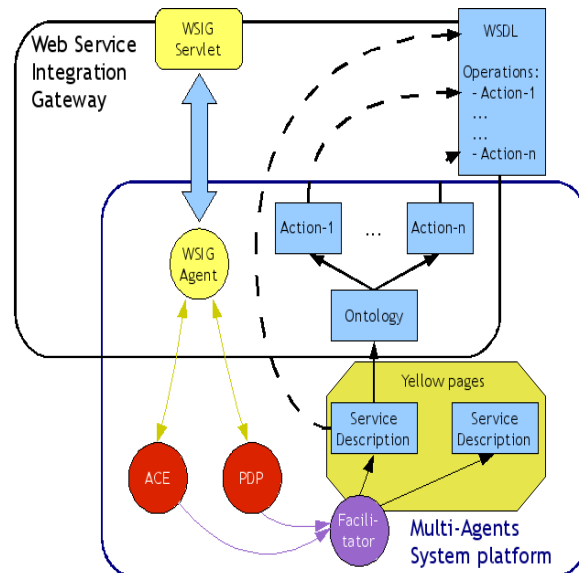 Web Service
Integration
Gateway
WSIG
Servlet
WSDL
Operations:
- Action-1
...
...
- Action-n
Action-1
...
Action-n
WSIG
Agent
Ontology
Yellow pages
Service
Description
Service
Description
ACE
PDP
Facili-
tator
Multi-Agents
System platform